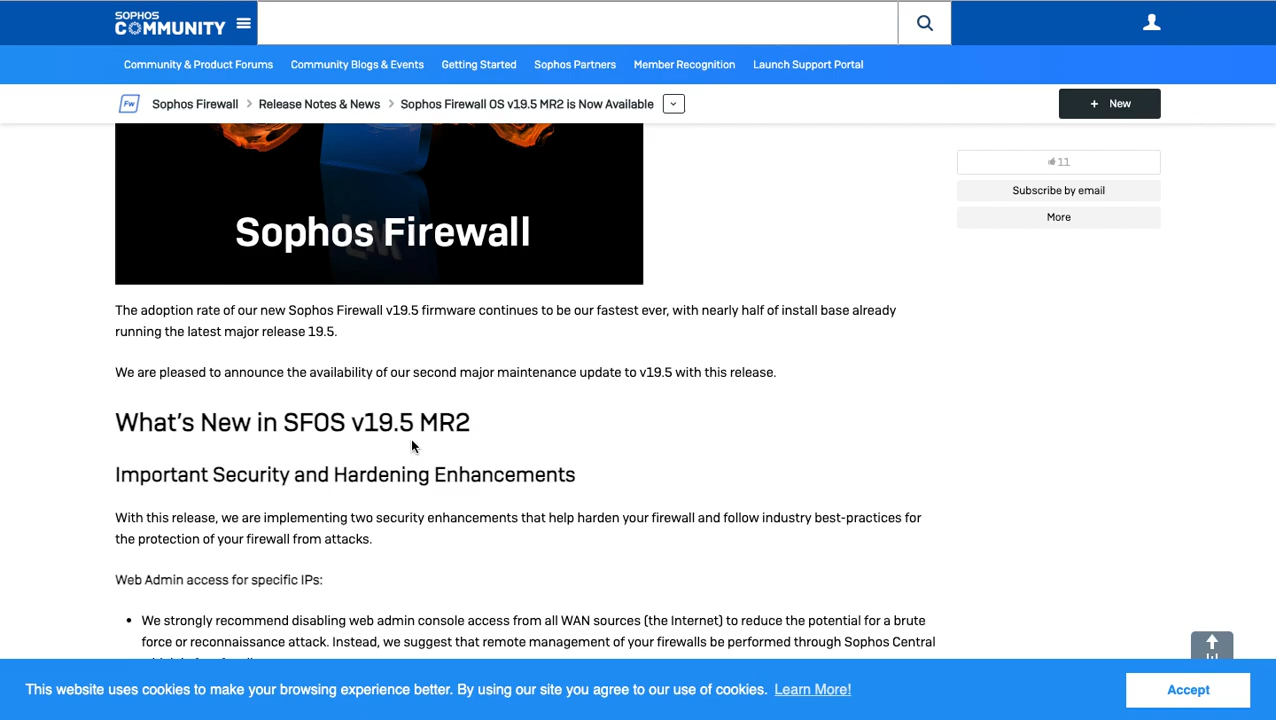 SOPHOS
COMMUNITY
Community & Product Forums Community Blogs & Events Getting Started Sophos Partners Member Recognition Launch Support Portal
Fw Sophos Firewall > Release Notes & News > Sophos Firewall OS v19.5 MR2 is Now Available
+ New
11
Subscribe by email
More
Sophos Firewall
The adoption rate of our new Sophos Firewall v19.5 firmware continues to be our fastest ever, with nearly half of install base already
running the latest major release 19.5.
We are pleased to announce the availability of our second major maintenance update to v19.5 with this release.
What's New in SFOS v19.5 MR2
Important Security and Hardening Enhancements
With this release, we are implementing two security enhancements that help harden your firewall and follow industry best-practices for
the protection of your firewall from attacks.
Web Admin access for specific IPs:
• We strongly recommend disabling web admin console access from all WAN sources (the Internet) to reduce the potential for a brute
force or reconnaissance attack. Instead, we suggest that remote management of your firewalls be performed through Sophos Central
This website uses cookies to make your browsing experience better. By using our site you agree to our use of cookies. Learn More!
Accept